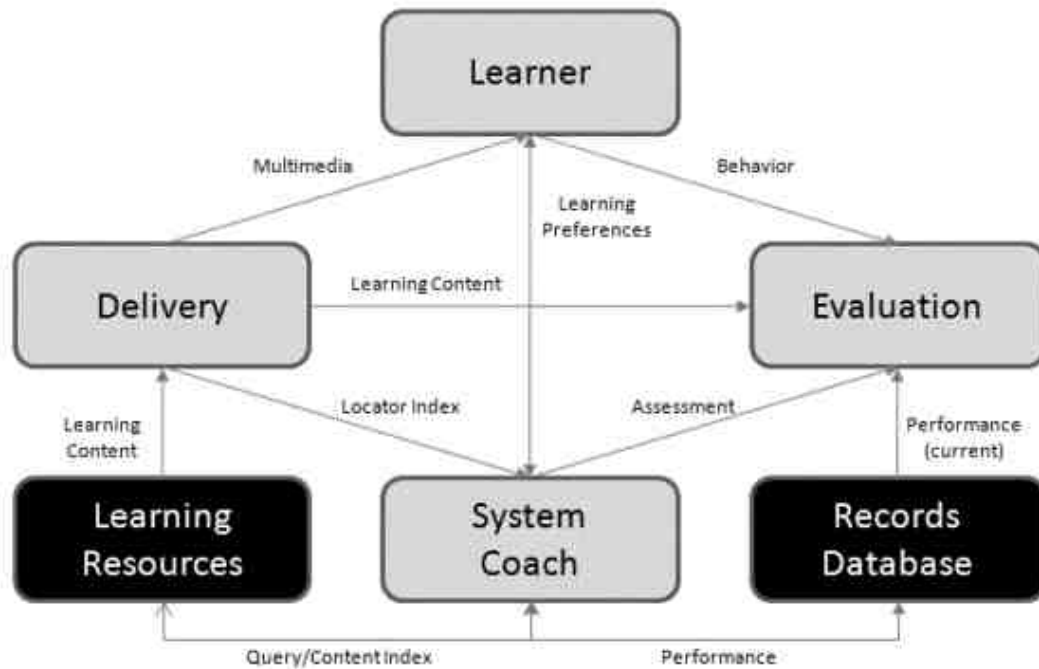 Learner
Multimedia
Behavior
Learning
Preferences
Delivery
Learning Content
Evaluation
Locator Index
Assessment
Learning
Content
Performance
(current)
Learning
Resources
System
Coach
Records
Database
Query/Content Index
Performance